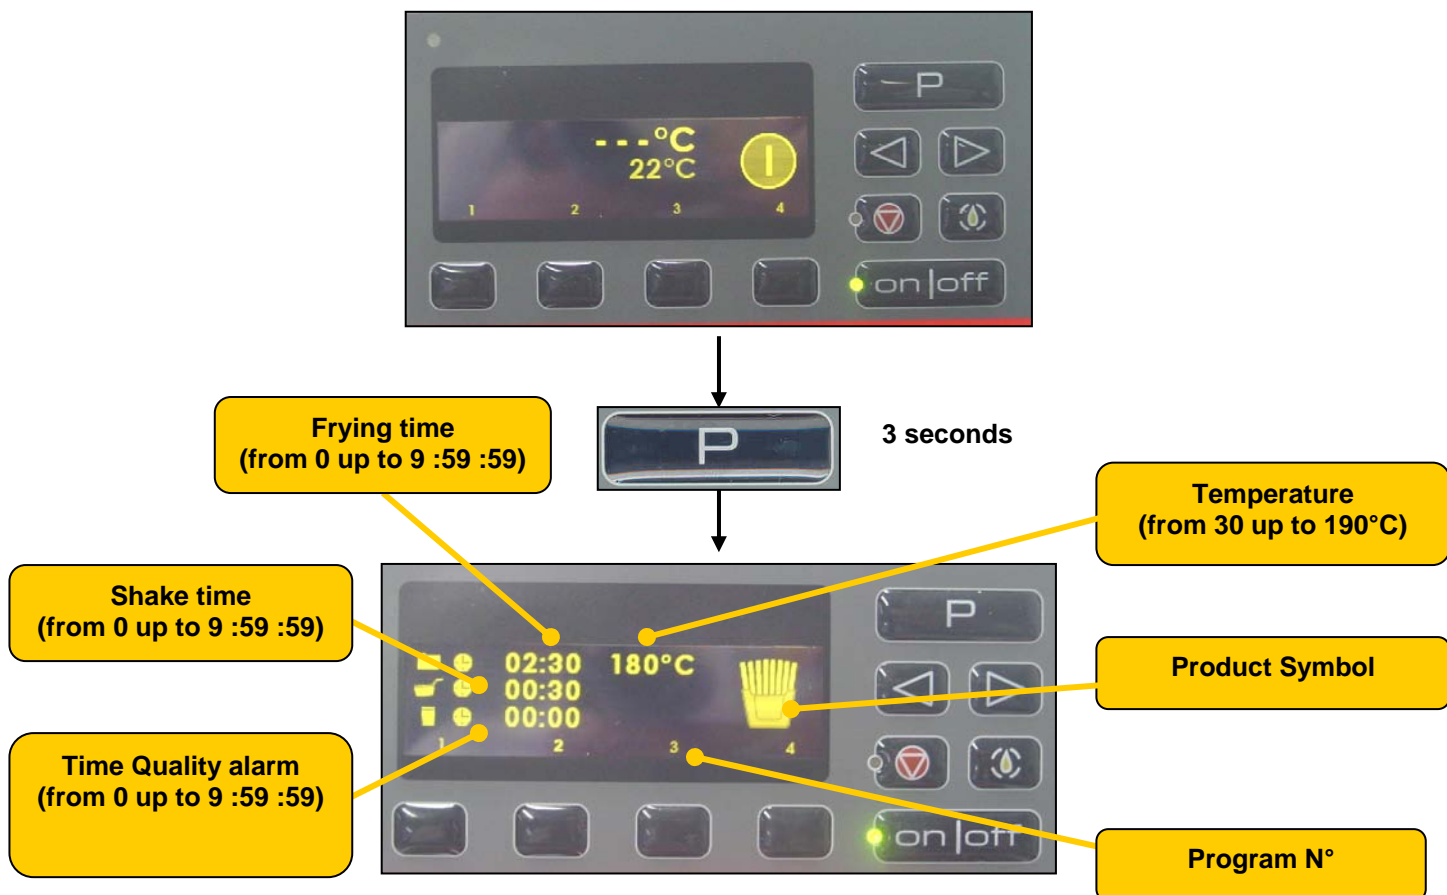 P
- - -°C
22°C
1 2 3 4
on|off
Frying time
(from 0 up to 9 :59 :59)
P
3 seconds
Temperature
(from 30 up to 190°C)
Shake time
(from 0 up to 9 :59 :59)
P
02:30 180°C
00:30
00:00
1 2 3 4
Product Symbol
Time Quality alarm
(from 0 up to 9 :59 :59)
on|off
Program N°